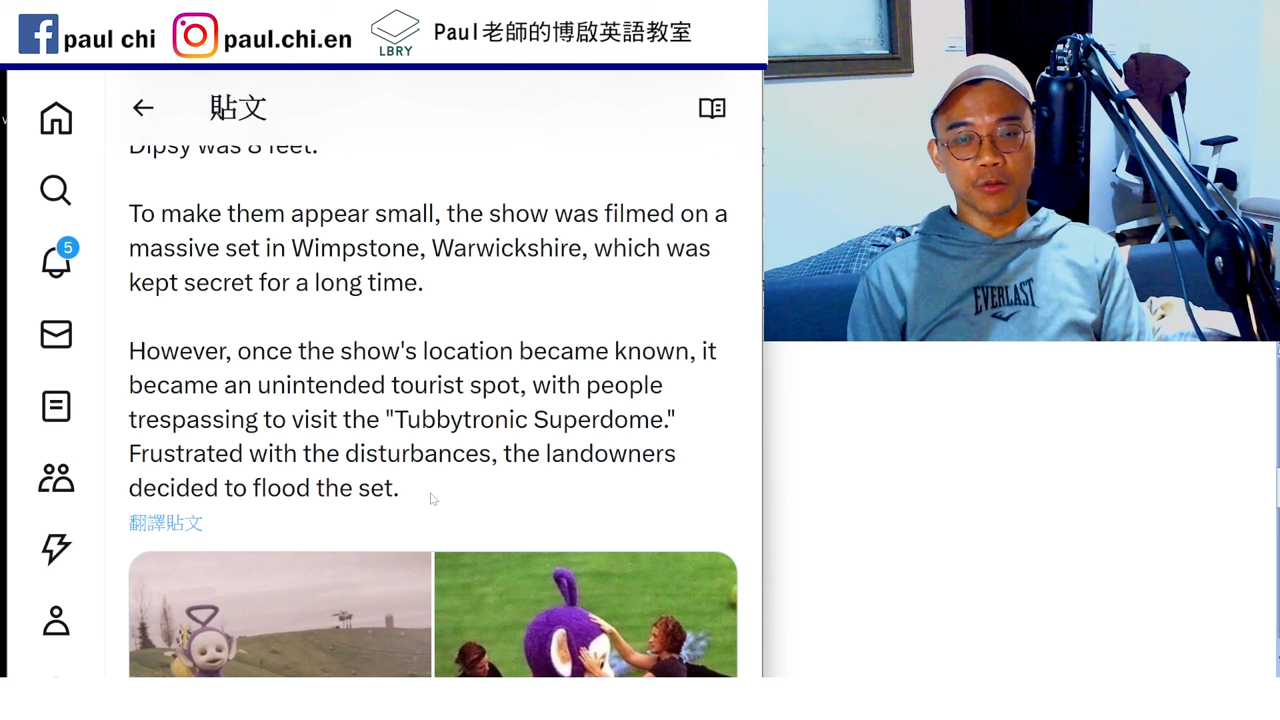 paul chi
paul.chi.en
LBRY
Paul老師的博啟英語教室
貼文
Dipsy was 8 feet.
To make them appear small, the show was filmed on a
massive set in Wimpstone, Warwickshire, which was
kept secret for a long time.
However, once the show's location became known, it
became an unintended tourist spot, with people
trespassing to visit the "Tubbytronic Superdome."
Frustrated with the disturbances, the landowners
decided to flood the set.
翻譯貼文
5
EVERLAST